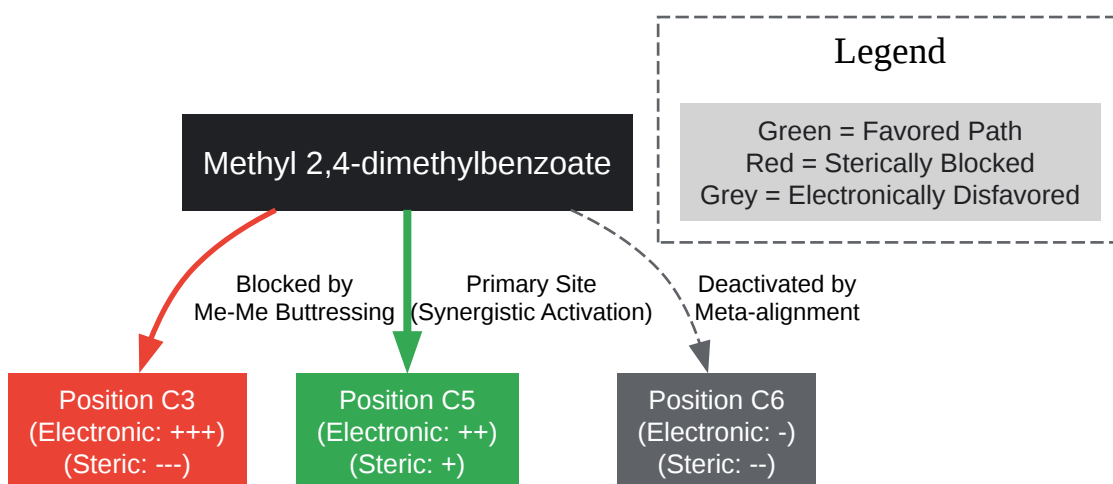 Legend
Green = Favored Path
Red = Sterically Blocked
Grey = Electronically Disfavored
Methyl 2,4-dimethylbenzoate
Blocked by
Me-Me Buttressing
Primary Site
(Synergistic Activation)
Deactivated by
Meta-alignment
Position C3
(Electronic: +++)
(Steric: ---)
Position C5
(Electronic: ++)
(Steric: +)
Position C6
(Electronic: -)
(Steric: --)